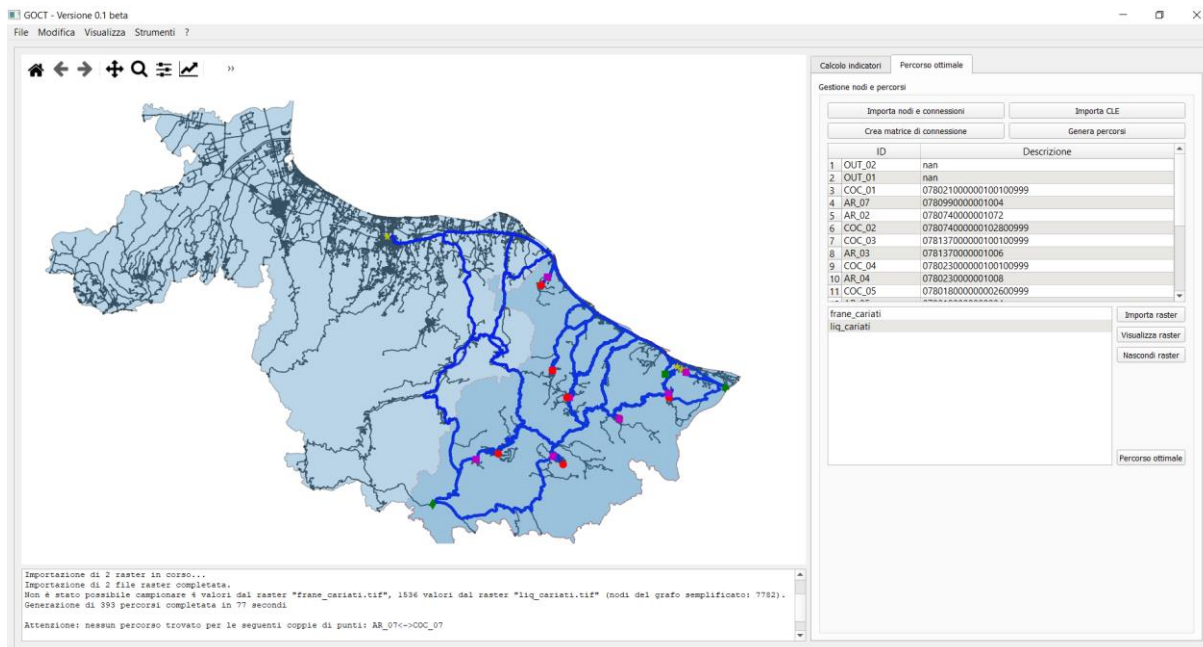 GOCT - Versione 0.1 beta
File Modifica Visualizza Strumenti ?
Calcolo indicatori Percorso ottimale
Gestione nodi e percorsi
Importa nodi e connessioni Importa CLE
Crea matrice di connessione Genera percorsi
ID Descrizione
1 OUT_02 nan
2 OUT_01 nan
3 COC_01 078021000000100100999
4 AR_07 0780990000001004
5 AR_02 0780740000001072
6 COC_02 078074000000102800999
7 COC_03 078137000000100100999
8 AR_03 0781370000001006
9 COC_04 078023000000100100999
10 AR_04 0780230000001008
11 COC_05 078018000000002600999
frane_cariati
liq_cariati
Importa raster
Visualizza raster
Nascondi raster
Percorso ottimale
Importazione di 2 raster in corso...
Importazione di 2 file raster completata.
Non è stato possibile campionare 4 valori dal raster "frane_cariati.tif", 1536 valori dal raster "liq_cariati.tif" (nodi del grafo semplificato: 7782).
Generazione di 393 percorsi completata in 77 secondi
Attenzione: nessun percorso trovato per le seguenti coppie di punti: AR_07<->COC_07